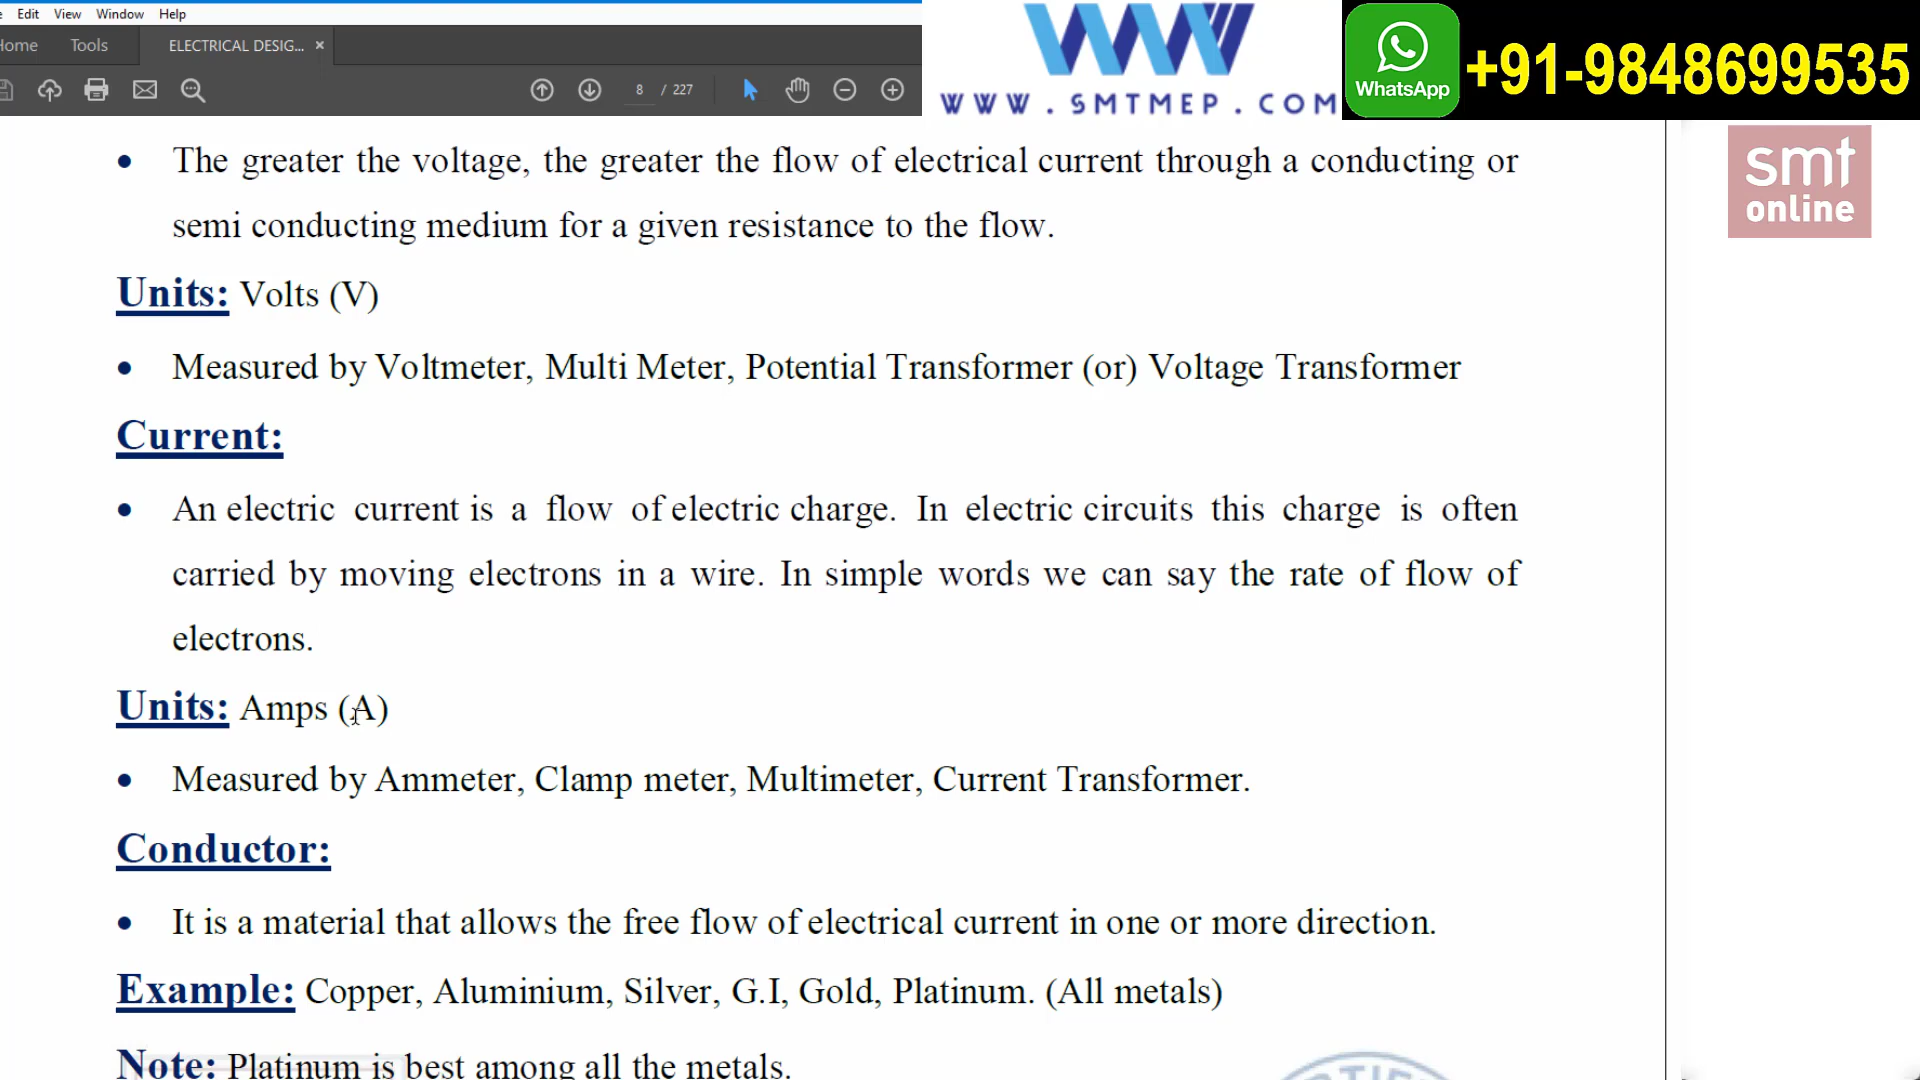 Edit View Window Help
Home Tools ELECTRICAL DESIG... ×
8 / 227
WWW.SMTMEP.COM
WhatsApp +91-9848699535
smt
online
• The greater the voltage, the greater the flow of electrical current through a conducting or
semi conducting medium for a given resistance to the flow.
Units: Volts (V)
• Measured by Voltmeter, Multi Meter, Potential Transformer (or) Voltage Transformer
Current:
• An electric current is a flow of electric charge. In electric circuits this charge is often
carried by moving electrons in a wire. In simple words we can say the rate of flow of
electrons.
Units: Amps (A)
• Measured by Ammeter, Clamp meter, Multimeter, Current Transformer.
Conductor:
• It is a material that allows the free flow of electrical current in one or more direction.
Example: Copper, Aluminium, Silver, G.I, Gold, Platinum. (All metals)
Note: Platinum is best among all the metals.